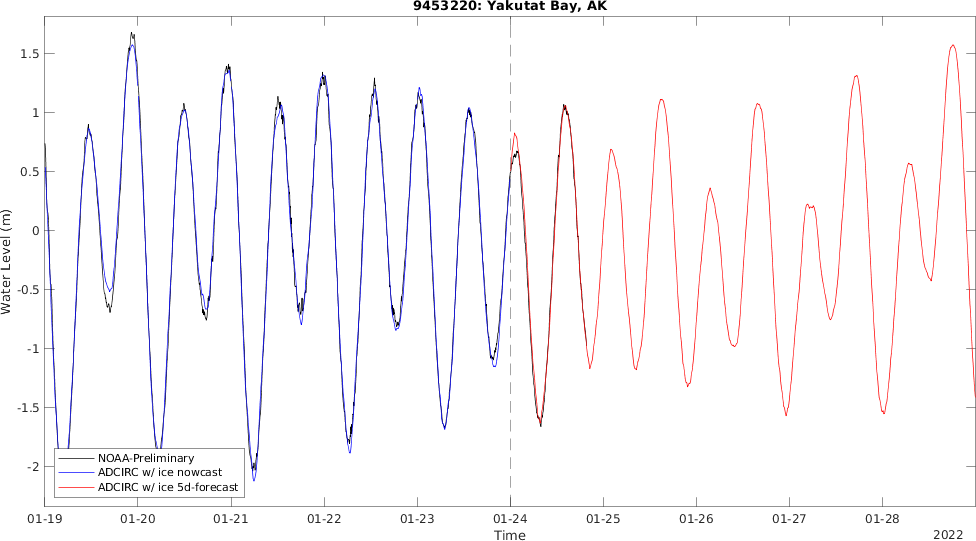 9453220: Yakutat Bay, AK
Water Level (m)
1.5
1
0.5
0
-0.5
-1
-1.5
-2
NOAA-Preliminary
ADCIRC w/ ice nowcast
ADCIRC w/ ice 5d-forecast
01-19 01-20 01-21 01-22 01-23 01-24 01-25 01-26 01-27 01-28
Time
2022